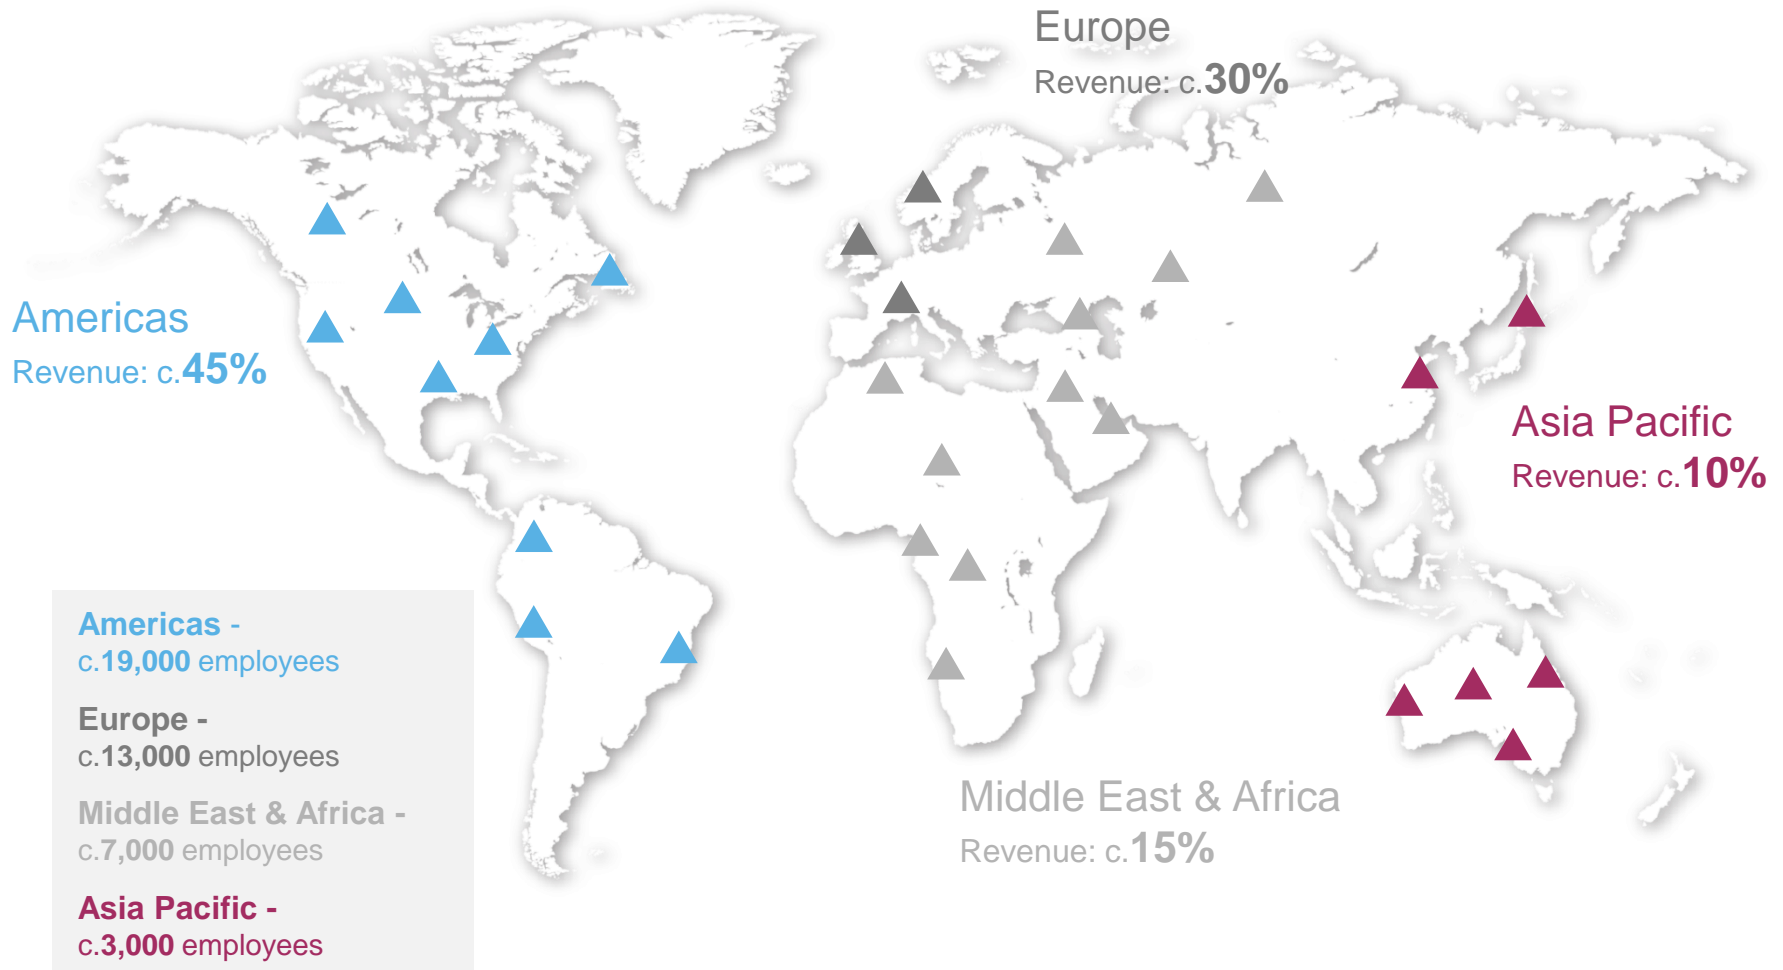 Europe
Revenue: c.30%
Americas
Revenue: c.45%
Asia Pacific
Revenue: c.10%
Middle East & Africa
Revenue: c.15%
Americas -
c.19,000 employees
Europe -
c.13,000 employees
Middle East & Africa -
c.7,000 employees
Asia Pacific -
c.3,000 employees